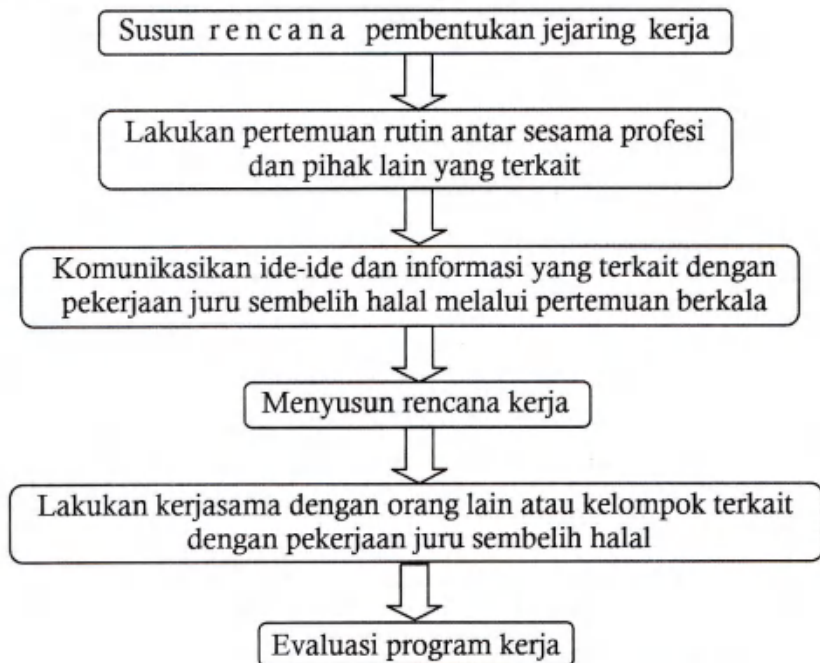 Susun rencana pembentukan jejaring kerja
Lakukan pertemuan rutin antar sesama profesi
dan pihak lain yang terkait
Komunikasikan ide-ide dan informasi yang terkait dengan
pekerjaan juru sembelih halal melalui pertemuan berkala
Menyusun rencana kerja
Lakukan kerjasama dengan orang lain atau kelompok terkait
dengan pekerjaan juru sembelih halal
Evaluasi program kerja